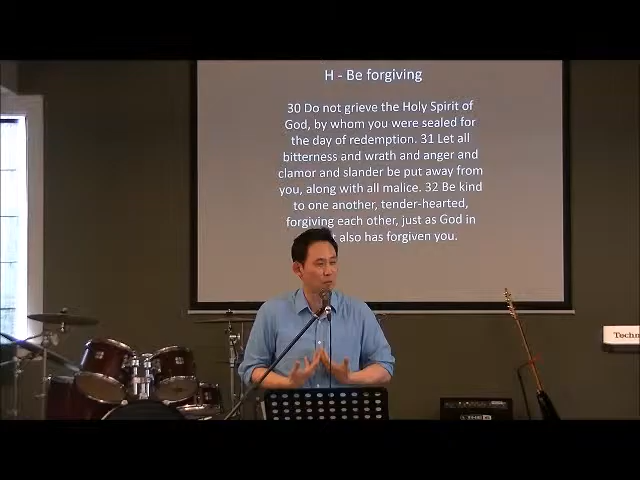 H - Be forgiving
30 Do not grieve the Holy Spirit of
God, by whom you were sealed for
the day of redemption. 31 Let all
bitterness and wrath and anger and
clamor and slander be put away from
you, along with all malice. 32 Be kind
to one another, tender-hearted,
forgiving each other, just as God in
also has forgiven you.
Techn
LINE 6